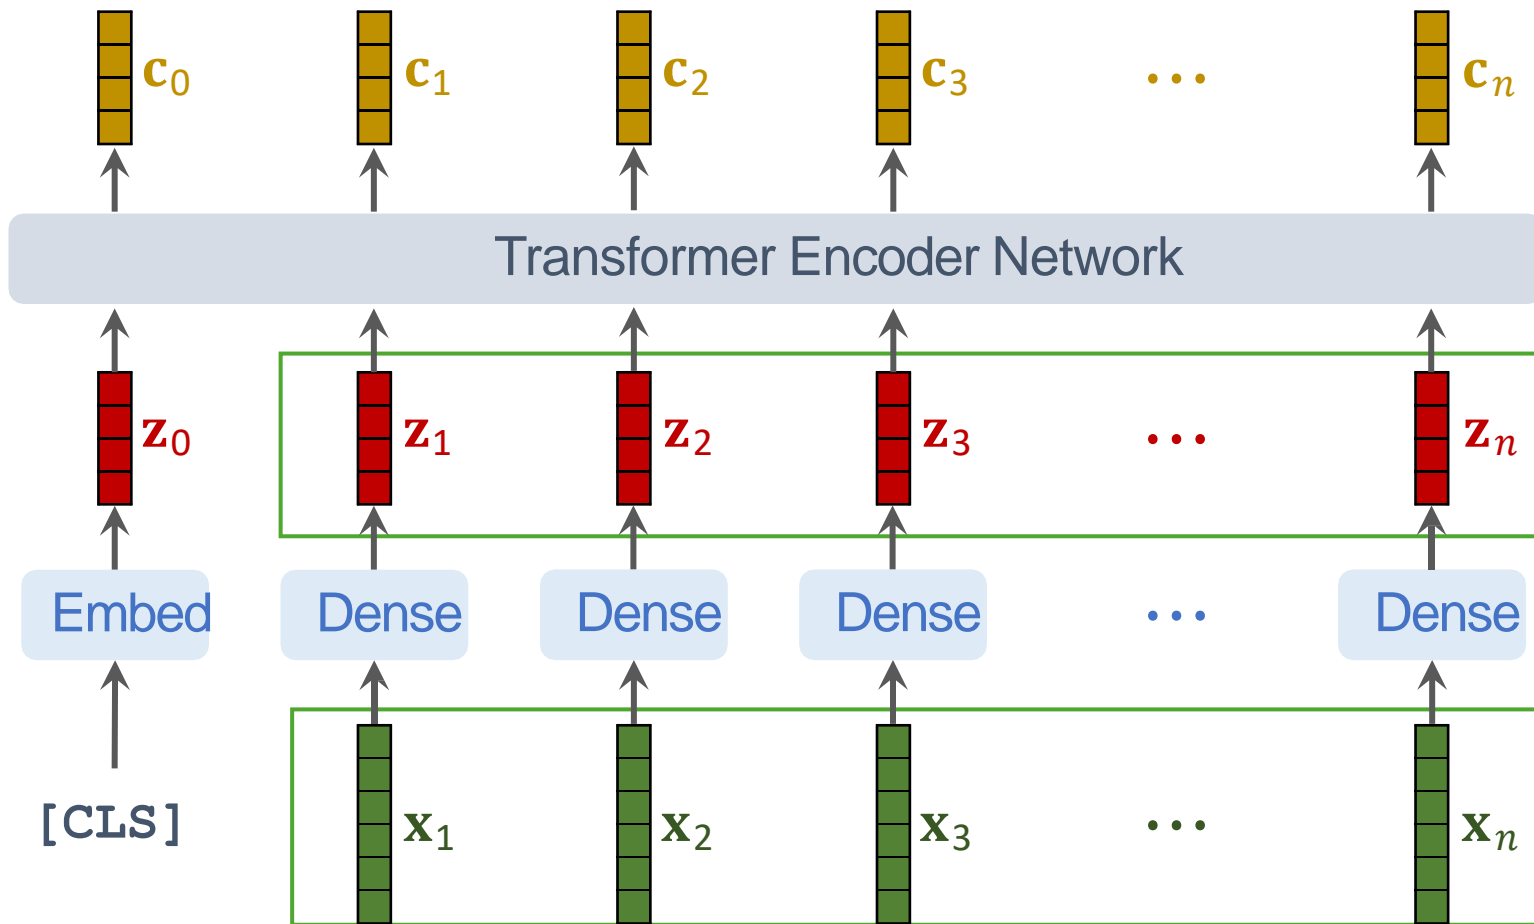 c0 c1 c2 c3 ... cn
Transformer Encoder Network
z0 z1 z2 z3 ... zn
Embed Dense Dense Dense ... Dense
[CLS] x1 x2 x3 ... xn